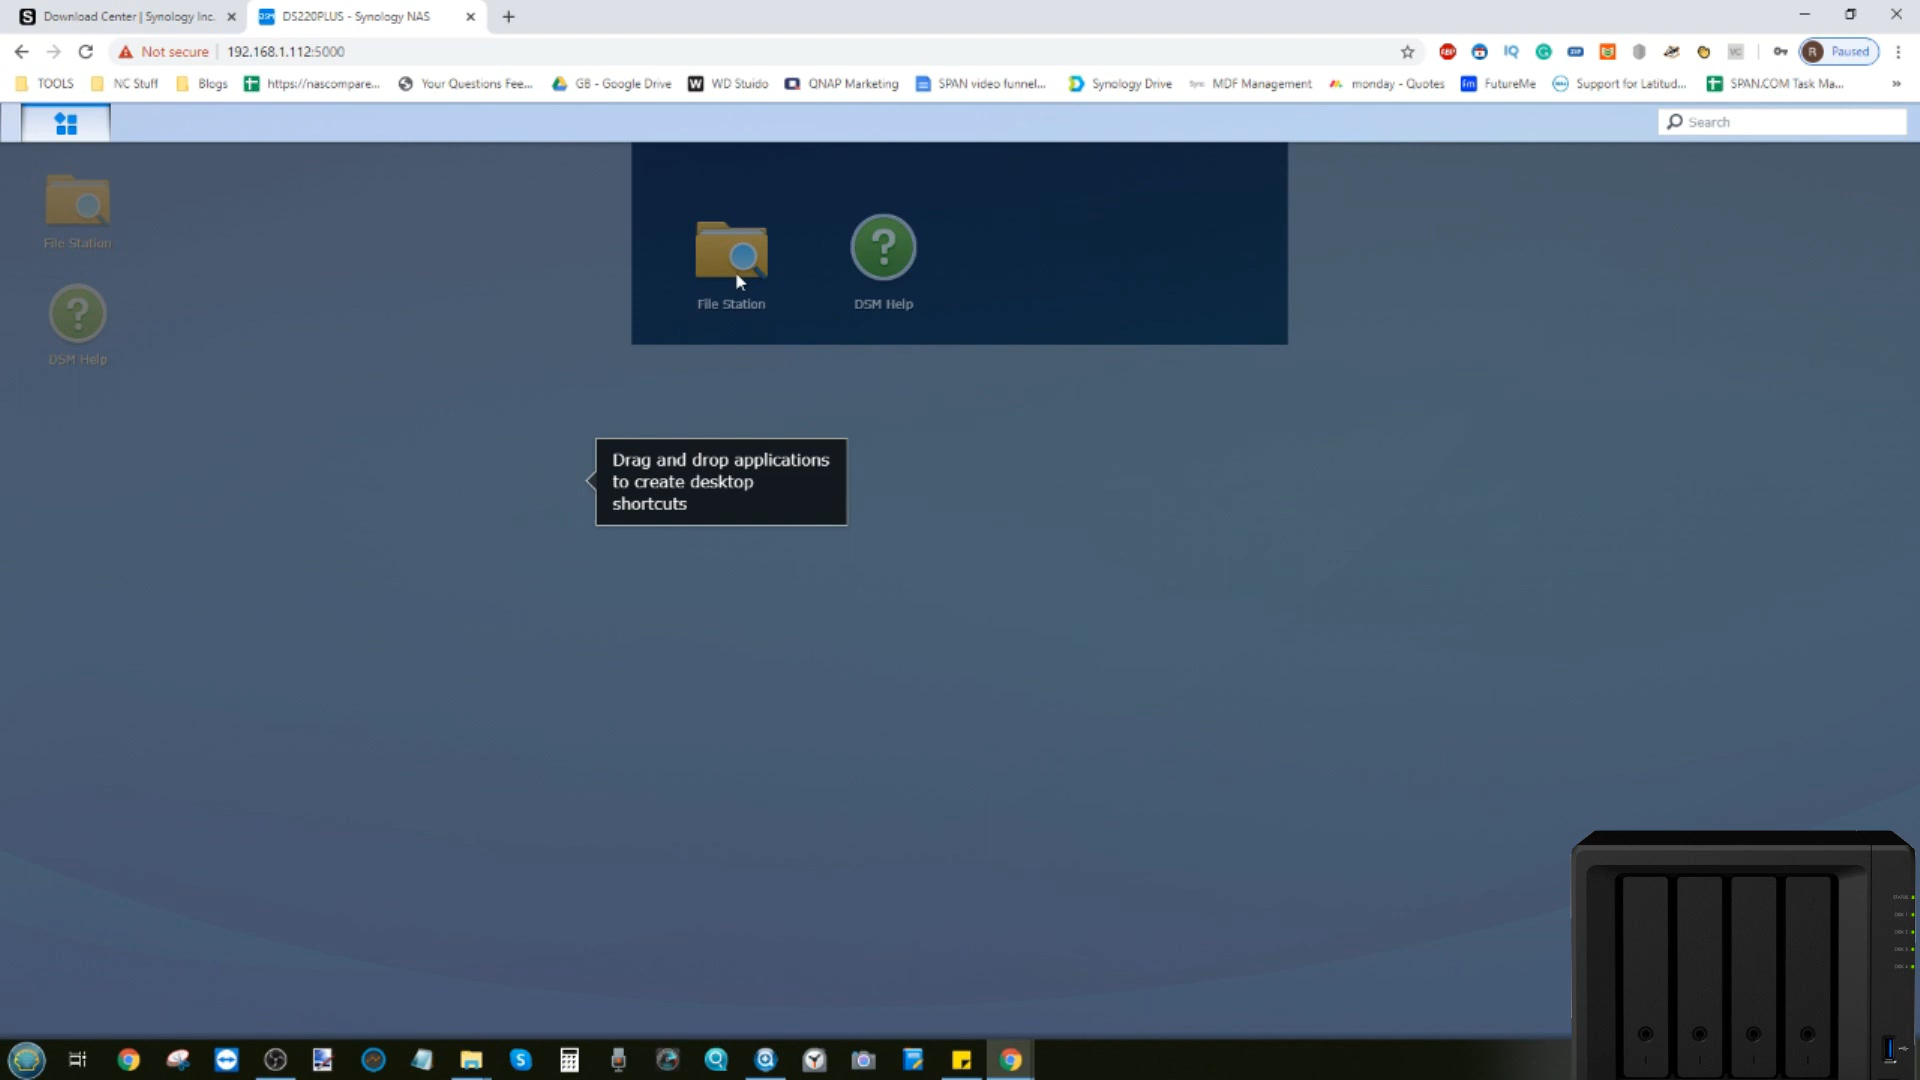 Download Center | Synology Inc.
DS220PLUS - Synology NAS
Not secure
192.168.1.112:5000
ABP
IQ
R
Paused
TOOLS
NC Stuff
Blogs
https://nascompare...
Your Questions Fee...
GB - Google Drive
W WD Stuido
QNAP Marketing
SPAN video funnel...
Synology Drive
MDF Management
monday - Quotes
fm FutureMe
Support for Latitud...
SPAN.COM Task Ma...
Search
File Station
DSM Help
File Station
DSM Help
Drag and drop applications
to create desktop
shortcuts